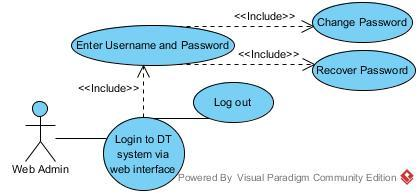 <<Include>>
Change Password
Enter Username and Password
<<Include>>
Recover Password
<<Include>>
Log out
Login to DT
system via
web interface
Web Admin
Powered By Visual Paradigm Community Edition